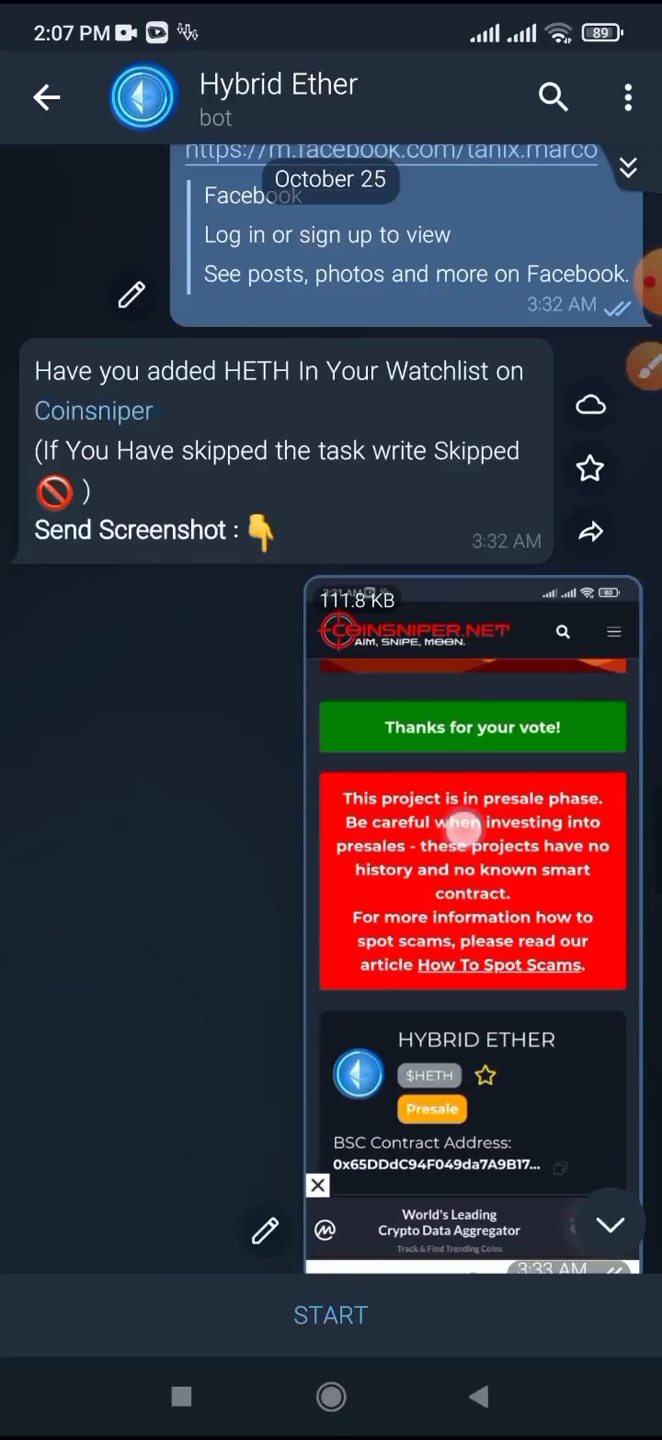 2:07 PM
89
Hybrid Ether
bot
https://m.facebook.com/tanix.marco
October 25
Facebook
Log in or sign up to view
See posts, photos and more on Facebook.
3:32 AM
Have you added HETH In Your Watchlist on
Coinsniper
(If You Have skipped the task write Skipped
🚫 )
Send Screenshot : 👇
3:32 AM
111.8 KB
COINSNIPER.NET
AIM, SNIPE, MOON.
Thanks for your vote!
This project is in presale phase.
Be careful when investing into
presales - these projects have no
history and no known smart
contract.
For more information how to
spot scams, please read our
article How To Spot Scams.
HYBRID ETHER
$HETH
Presale
BSC Contract Address:
0x65DDdC94F049da7A9B17...
World's Leading
Crypto Data Aggregator
Track & Find Trending Coins
3:33 AM
START